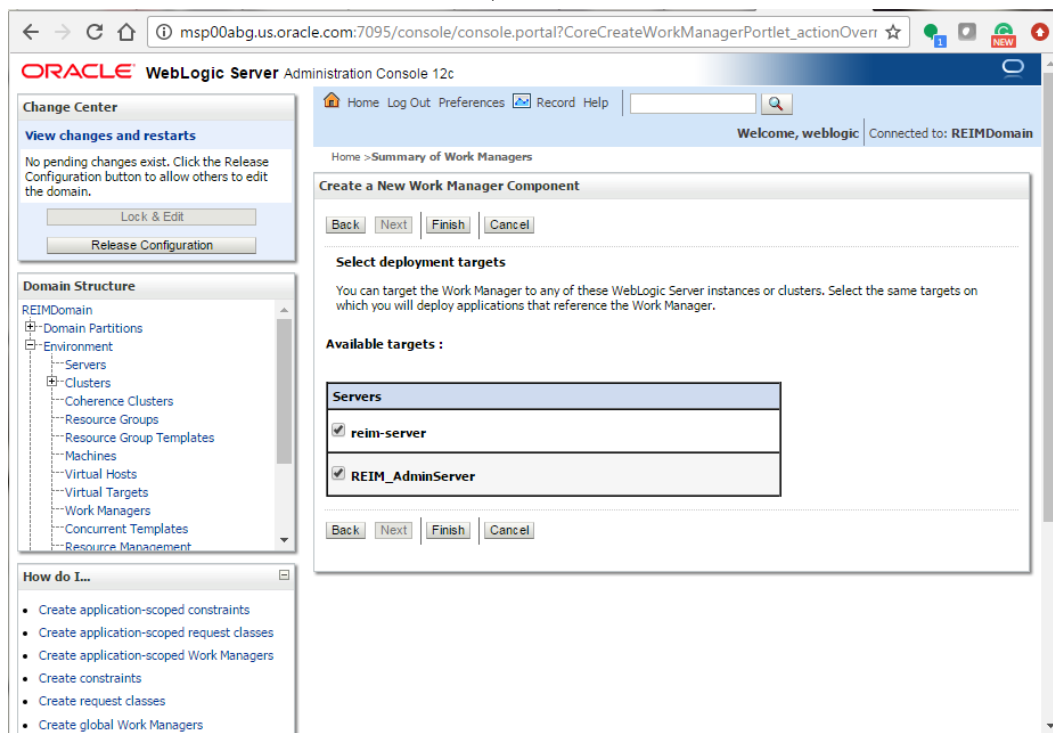 msp00abg.us.oracle.com:7095/console/console.portal?CoreCreateWorkManagerPortlet_actionOverr
1
NEW
ORACLE WebLogic Server Administration Console 12c
Change Center
View changes and restarts
No pending changes exist. Click the Release
Configuration button to allow others to edit
the domain.
Lock & Edit
Release Configuration
Domain Structure
REIMDomain
Domain Partitions
Environment
Servers
Clusters
Coherence Clusters
Resource Groups
Resource Group Templates
Machines
Virtual Hosts
Virtual Targets
Work Managers
Concurrent Templates
Resource Management
How do I...
Create application-scoped constraints
Create application-scoped request classes
Create application-scoped Work Managers
Create constraints
Create request classes
Create global Work Managers
Home Log Out Preferences Record Help
Welcome, weblogic Connected to: REIMDomain
Home >Summary of Work Managers
Create a New Work Manager Component
Back Next Finish Cancel
Select deployment targets
You can target the Work Manager to any of these WebLogic Server instances or clusters. Select the same targets on
which you will deploy applications that reference the Work Manager.
Available targets :
Servers
reim-server
REIM_AdminServer
Back Next Finish Cancel